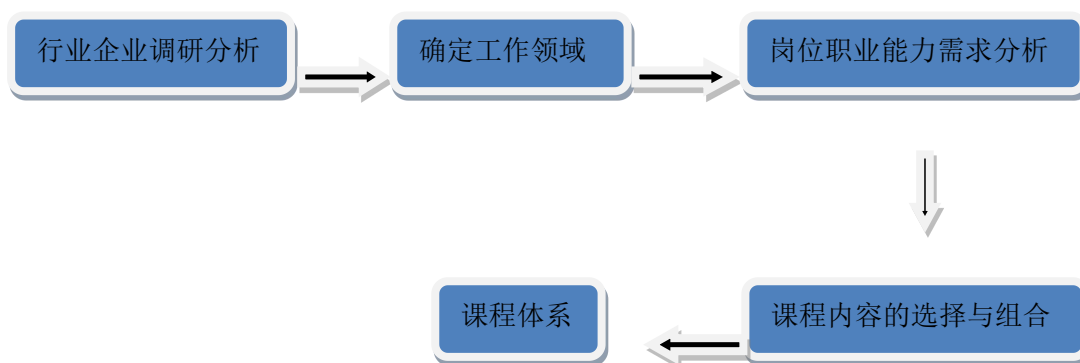 行业企业调研分析
确定工作领域
岗位职业能力需求分析
课程内容的选择与组合
课程体系